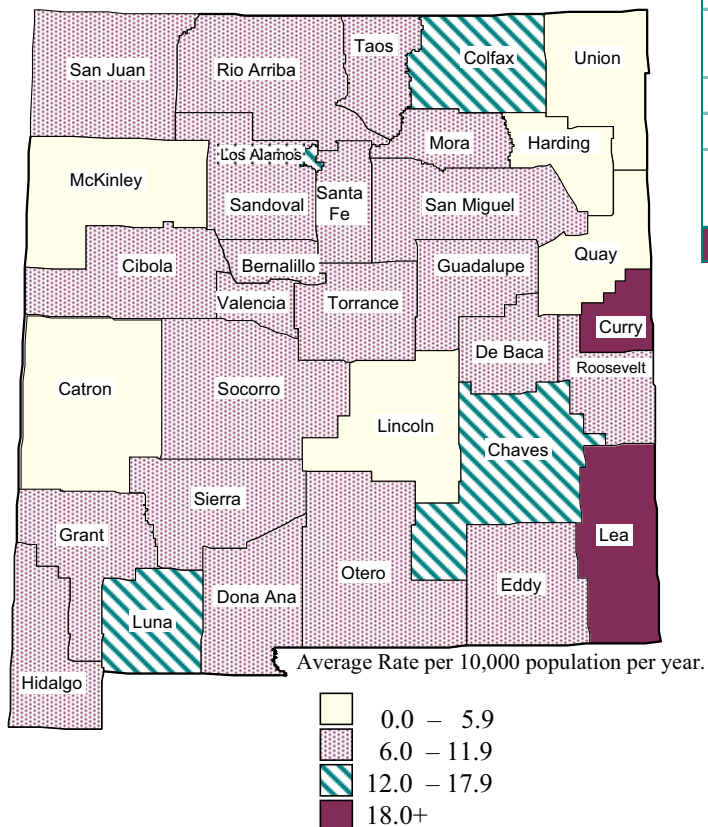 Taos
San Juan
Rio Arriba
Colfax
Union
Mora
Harding
Los Alamos
McKinley
Sandoval
Santa
Fe
San Miguel
Cibola
Bernalillo
Guadalupe
Quay
Valencia
Torrance
Curry
De Baca
Roosevelt
Catron
Socorro
Lincoln
Chaves
Sierra
Grant
Lea
Otero
Eddy
Dona Ana
Luna
Hidalgo
Average Rate per 10,000 population per year.
0.0 – 5.9
6.0 – 11.9
12.0 – 17.9
18.0+